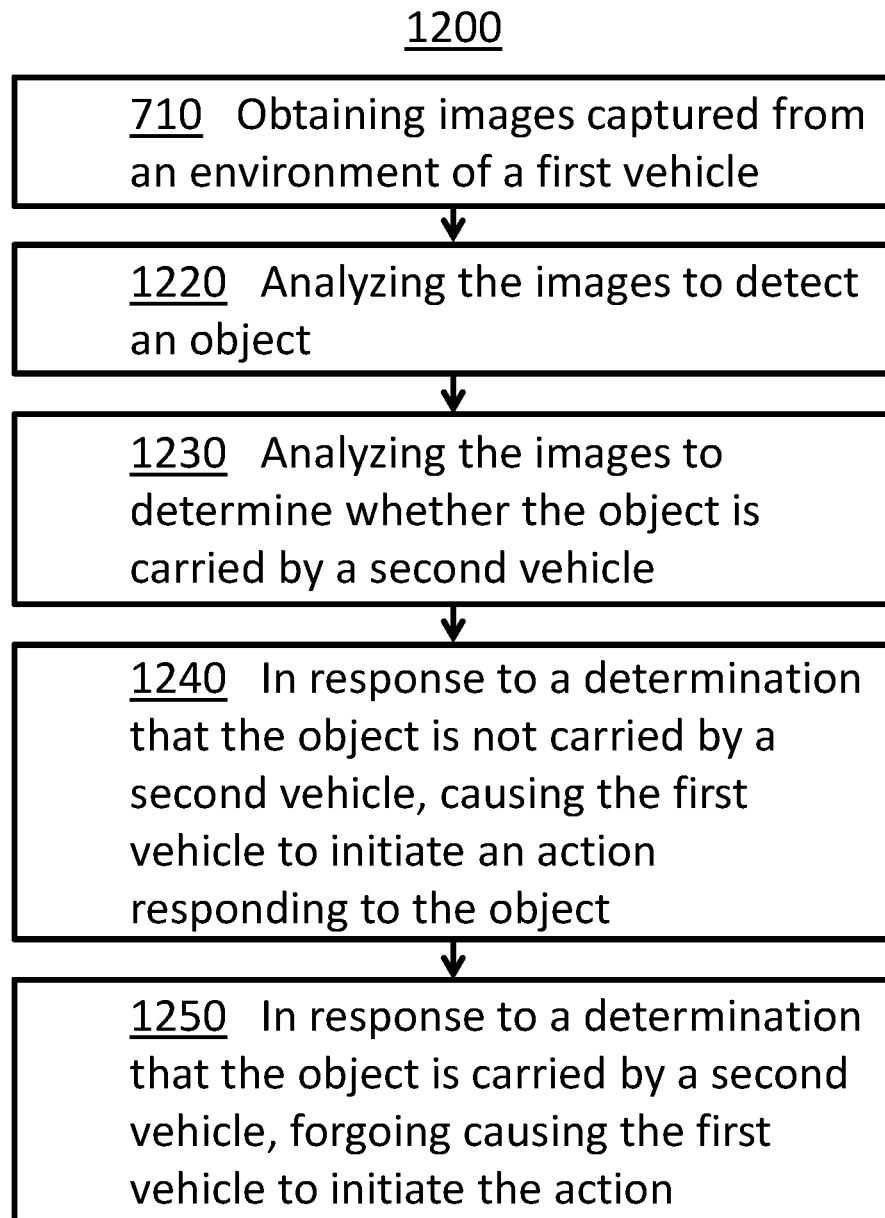 1200
710 Obtaining images captured from
an environment of a first vehicle
1220 Analyzing the images to detect
an object
1230 Analyzing the images to
determine whether the object is
carried by a second vehicle
1240 In response to a determination
that the object is not carried by a
second vehicle, causing the first
vehicle to initiate an action
responding to the object
1250 In response to a determination
that the object is carried by a second
vehicle, forgoing causing the first
vehicle to initiate the action